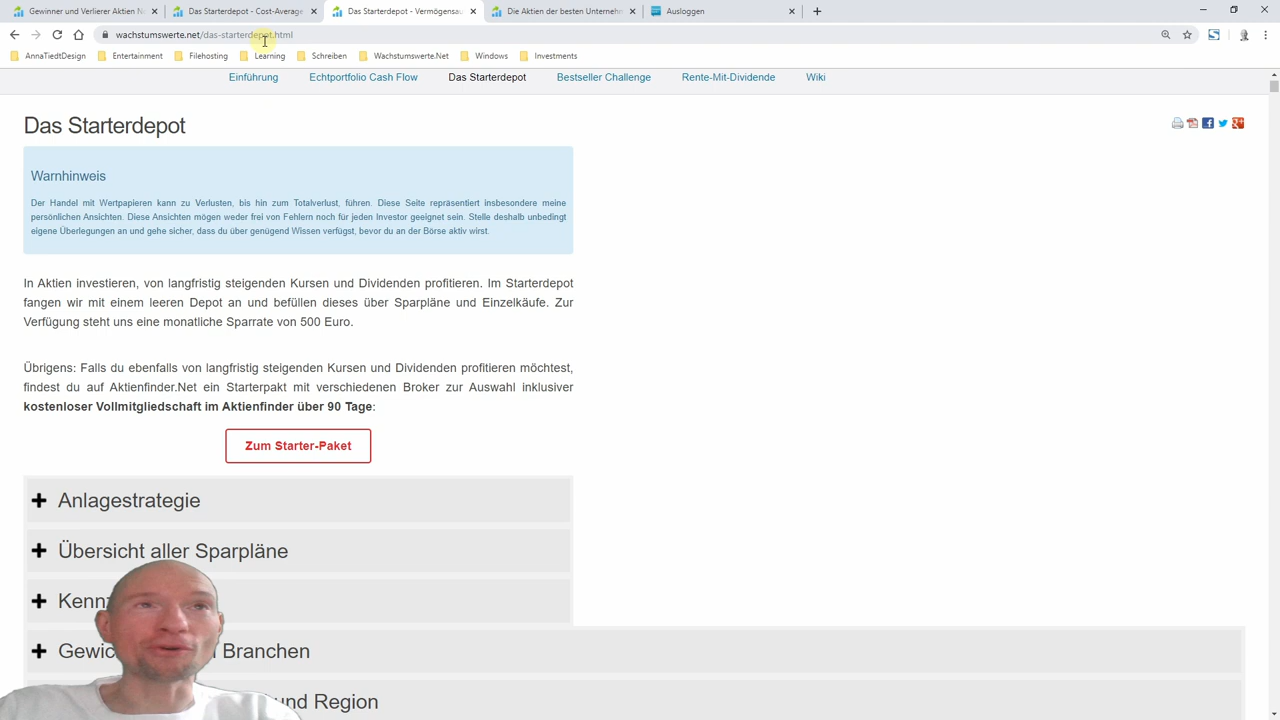 Gewinner und Verlierer Aktien N
Das Starterdepot - Cost-Average
Das Starterdepot - Vermögensau
Die Aktien der besten Unternehm
Ausloggen
wachstumswerte.net/das-starterdepot.html
AnnaTiedtDesign
Entertainment
Filehosting
Learning
Schreiben
Wachstumswerte.Net
Windows
Investments
Einführung
Echtportfolio Cash Flow
Das Starterdepot
Bestseller Challenge
Rente-Mit-Dividende
Wiki
Das Starterdepot
Warnhinweis
Der Handel mit Wertpapieren kann zu Verlusten, bis hin zum Totalverlust, führen. Diese Seite repräsentiert insbesondere meine
persönlichen Ansichten. Diese Ansichten mögen weder frei von Fehlern noch für jeden Investor geeignet sein. Stelle deshalb unbedingt
eigene Überlegungen an und gehe sicher, dass du über genügend Wissen verfügst, bevor du an der Börse aktiv wirst.
In Aktien investieren, von langfristig steigenden Kursen und Dividenden profitieren. Im Starterdepot
fangen wir mit einem leeren Depot an und befüllen dieses über Sparpläne und Einzelkäufe. Zur
Verfügung steht uns eine monatliche Sparrate von 500 Euro.
Übrigens: Falls du ebenfalls von langfristig steigenden Kursen und Dividenden profitieren möchtest,
findest du auf Aktienfinder.Net ein Starterpakt mit verschiedenen Broker zur Auswahl inklusiver
kostenloser Vollmitgliedschaft im Aktienfinder über 90 Tage:
Zum Starter-Paket
Anlagestrategie
Übersicht aller Sparpläne
Branchen
und Region